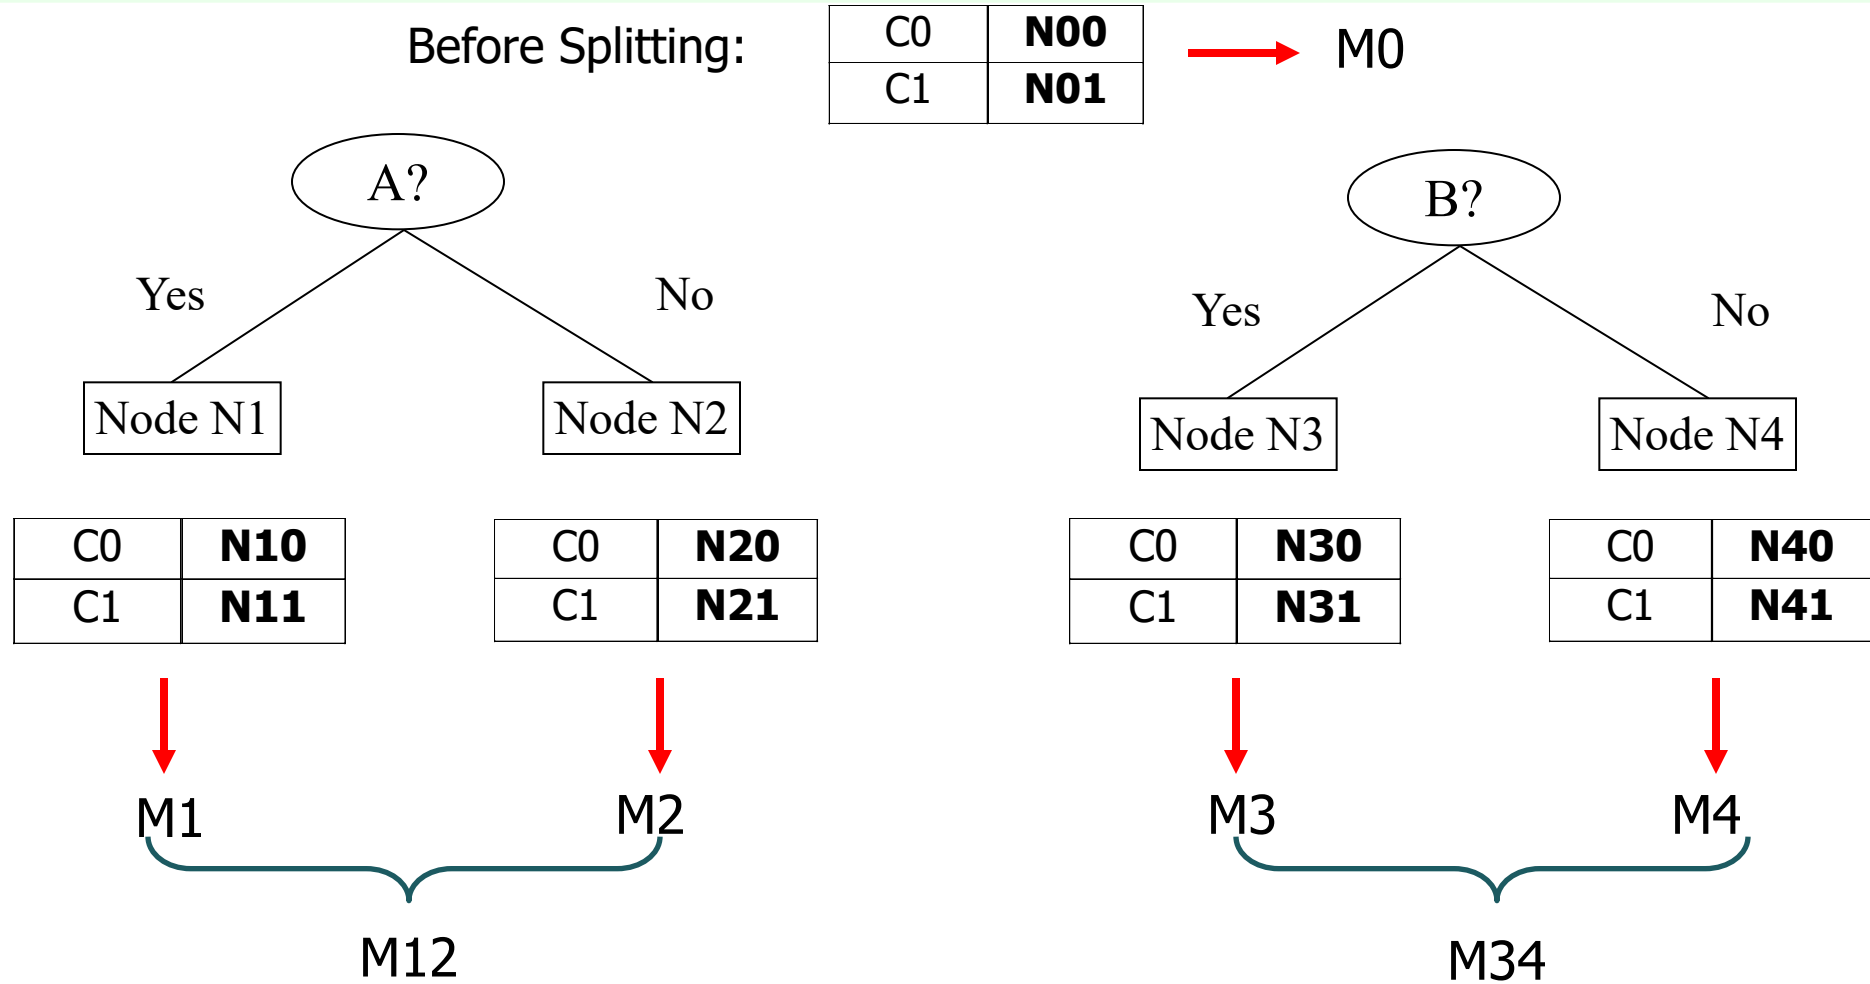 Before Splitting:
C0 N00
C1 N01
M0
A?
Yes No
Node N1 Node N2
C0 N10
C1 N11
C0 N20
C1 N21
M1 M2
M12
B?
Yes No
Node N3 Node N4
C0 N30
C1 N31
C0 N40
C1 N41
M3 M4
M34